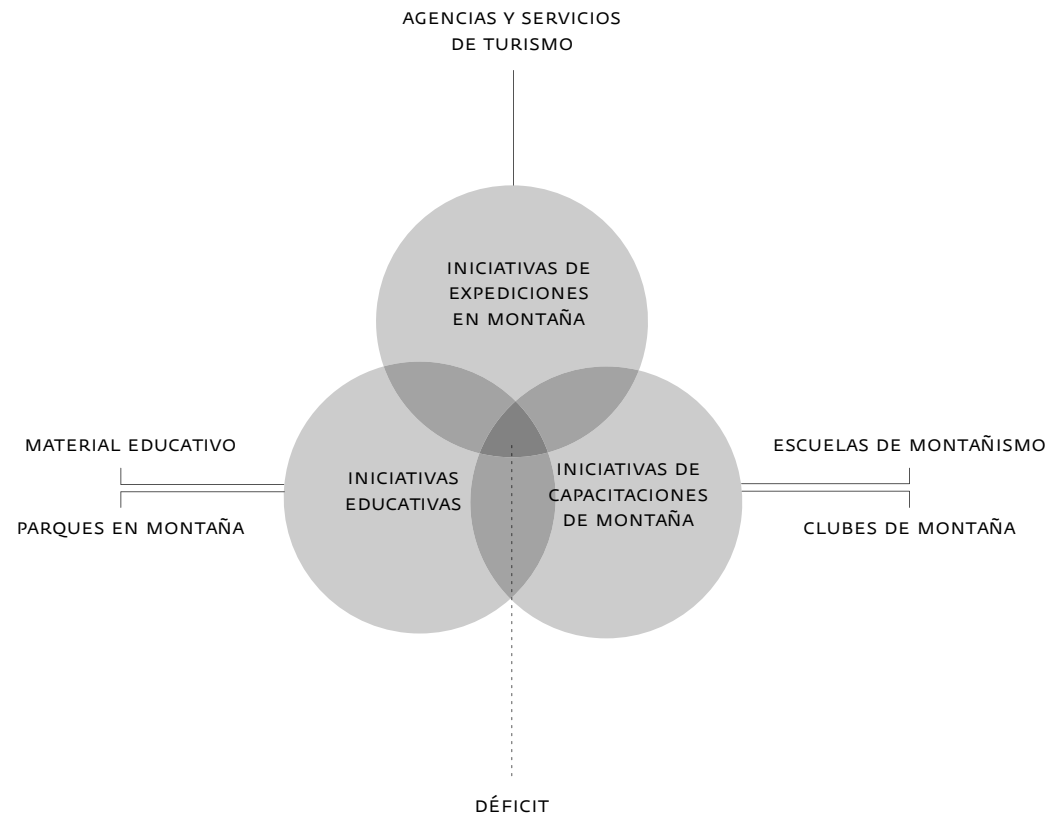 AGENCIAS Y SERVICIOS
DE TURISMO
INICIATIVAS DE
EXPEDICIONES
EN MONTAÑA
MATERIAL EDUCATIVO
PARQUES EN MONTAÑA
INICIATIVAS
EDUCATIVAS
INICIATIVAS DE
CAPACITACIONES
DE MONTAÑA
ESCUELAS DE MONTAÑISMO
CLUBES DE MONTAÑA
DÉFICIT